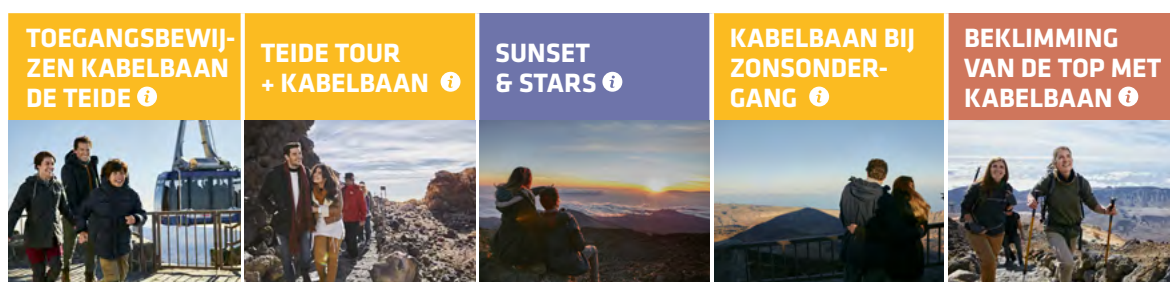 TOEGANGSBEWIJ-
ZEN KABELBAAN
DE TEIDE i
TEIDE TOUR
+ KABELBAAN i
SUNSET
& STARS i
KABELBAAN BIJ
ZONSONDER-
GANG i
BEKLIMMING
VAN DE TOP MET
KABELBAAN i